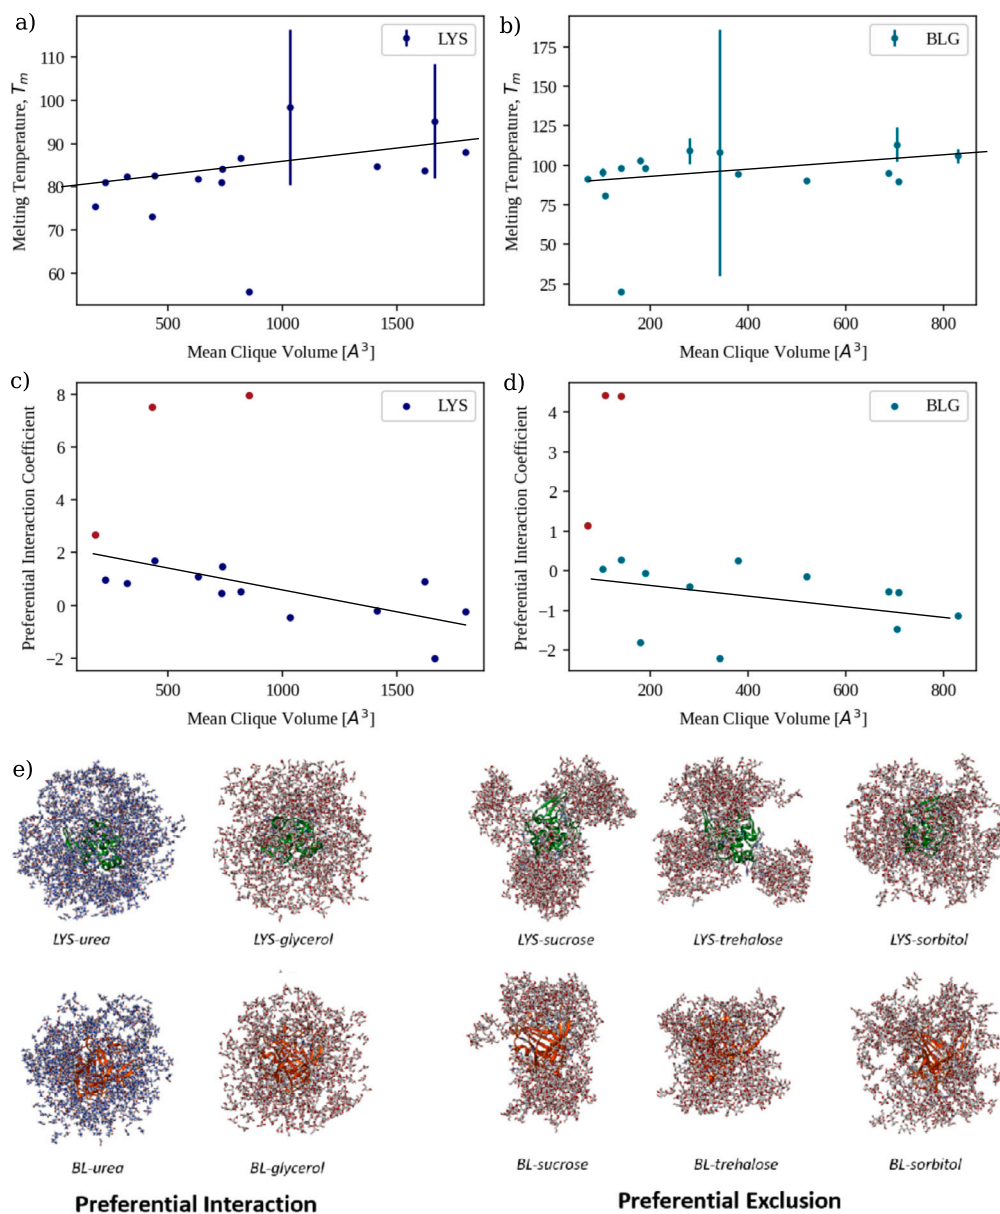 a)
110
100
90
80
70
60
Melting Temperature, Tm
LYS
500
1000
1500
Mean Clique Volume [A^3]
b)
175
150
125
100
75
50
25
Melting Temperature, Tm
BLG
200
400
600
800
Mean Clique Volume [A^3]
c)
8
6
4
2
0
−2
Preferential Interaction Coefficient
LYS
500
1000
1500
Mean Clique Volume [A^3]
d)
4
3
2
1
0
−1
−2
Preferential Interaction Coefficient
BLG
200
400
600
800
Mean Clique Volume [A^3]
e)
LYS-urea
LYS-glycerol
LYS-sucrose
LYS-trehalose
LYS-sorbitol
BL-urea
BL-glycerol
BL-sucrose
BL-trehalose
BL-sorbitol
Preferential Interaction
Preferential Exclusion